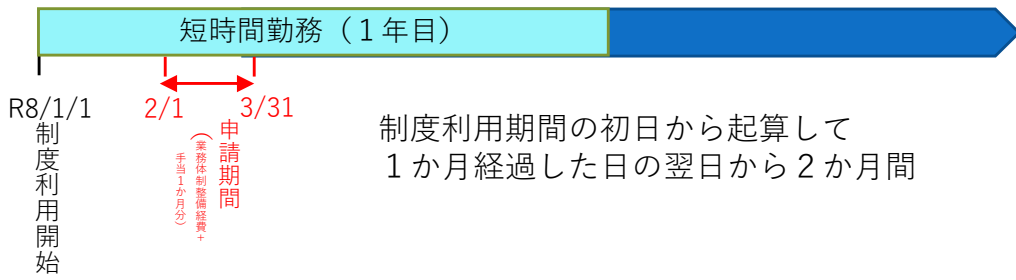 短時間勤務（１年目）
R8/1/1
2/1
3/31
制度利用開始
申請期間
（業務体制整備経費＋
手当１か月分）
制度利用期間の初日から起算して
１か月経過した日の翌日から２か月間